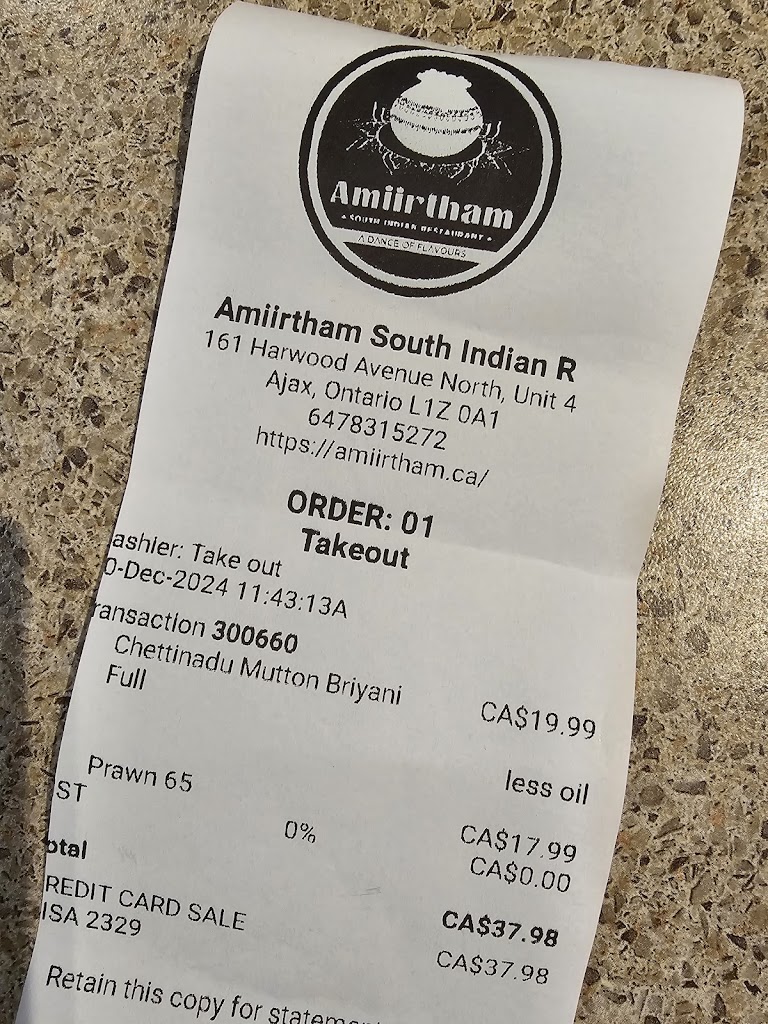 Amiirtham
SOUTH INDIAN RESTAURANT
A DANCE OF FLAVOURS
Amiirtham South Indian R
161 Harwood Avenue North, Unit 4
Ajax, Ontario L1Z 0A1
6478315272
https://amiirtham.ca/
ORDER: 01
Takeout
ashier: Take out
0-Dec-2024 11:43:13A
ransaction 300660
Chettinadu Mutton Briyani
Full CA$19.99
less oil
Prawn 65 CA$17.99
ST 0% CA$0.00
otal CA$37.98
REDIT CARD SALE CA$37.98
ISA 2329
Retain this copy for statement